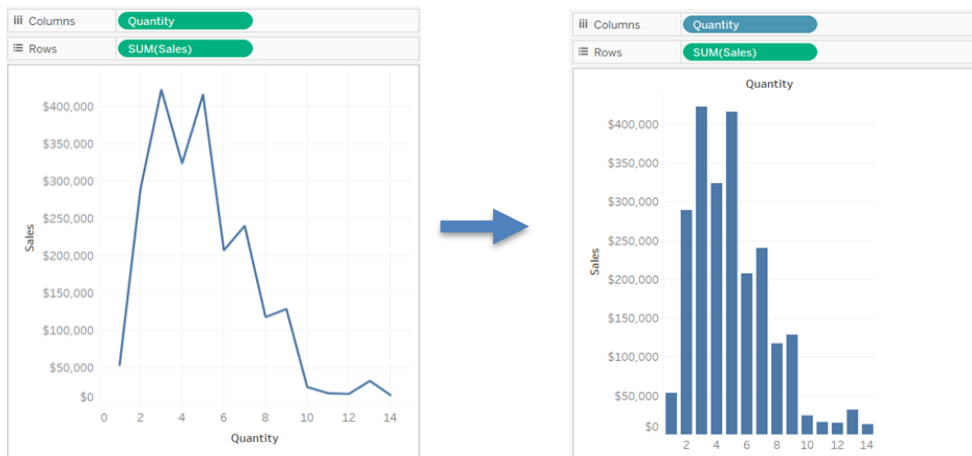 Columns Quantity
Rows SUM(Sales)
$400,000
$350,000
$300,000
$250,000
$200,000
$150,000
$100,000
$50,000
$0
Sales
0 2 4 6 8 10 12 14
Quantity
Columns Quantity
Rows SUM(Sales)
Quantity
$400,000
$350,000
$300,000
$250,000
$200,000
$150,000
$100,000
$50,000
$0
Sales
2 4 6 8 10 12 14